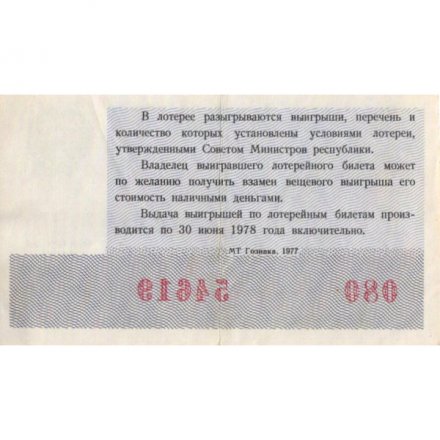 В лотерее разыгрываются выигрыши, перечень и
количество которых установлены условиями лотереи,
утвержденными Советом Министров республики.
Владелец выигравшего лотерейного билета может
по желанию получить взамен вещевого выигрыша его
стоимость наличными деньгами.
Выдача выигрышей по лотерейным билетам произ-
водится по 30 июня 1978 года включительно.
МТ Гознака. 1977
54619 080